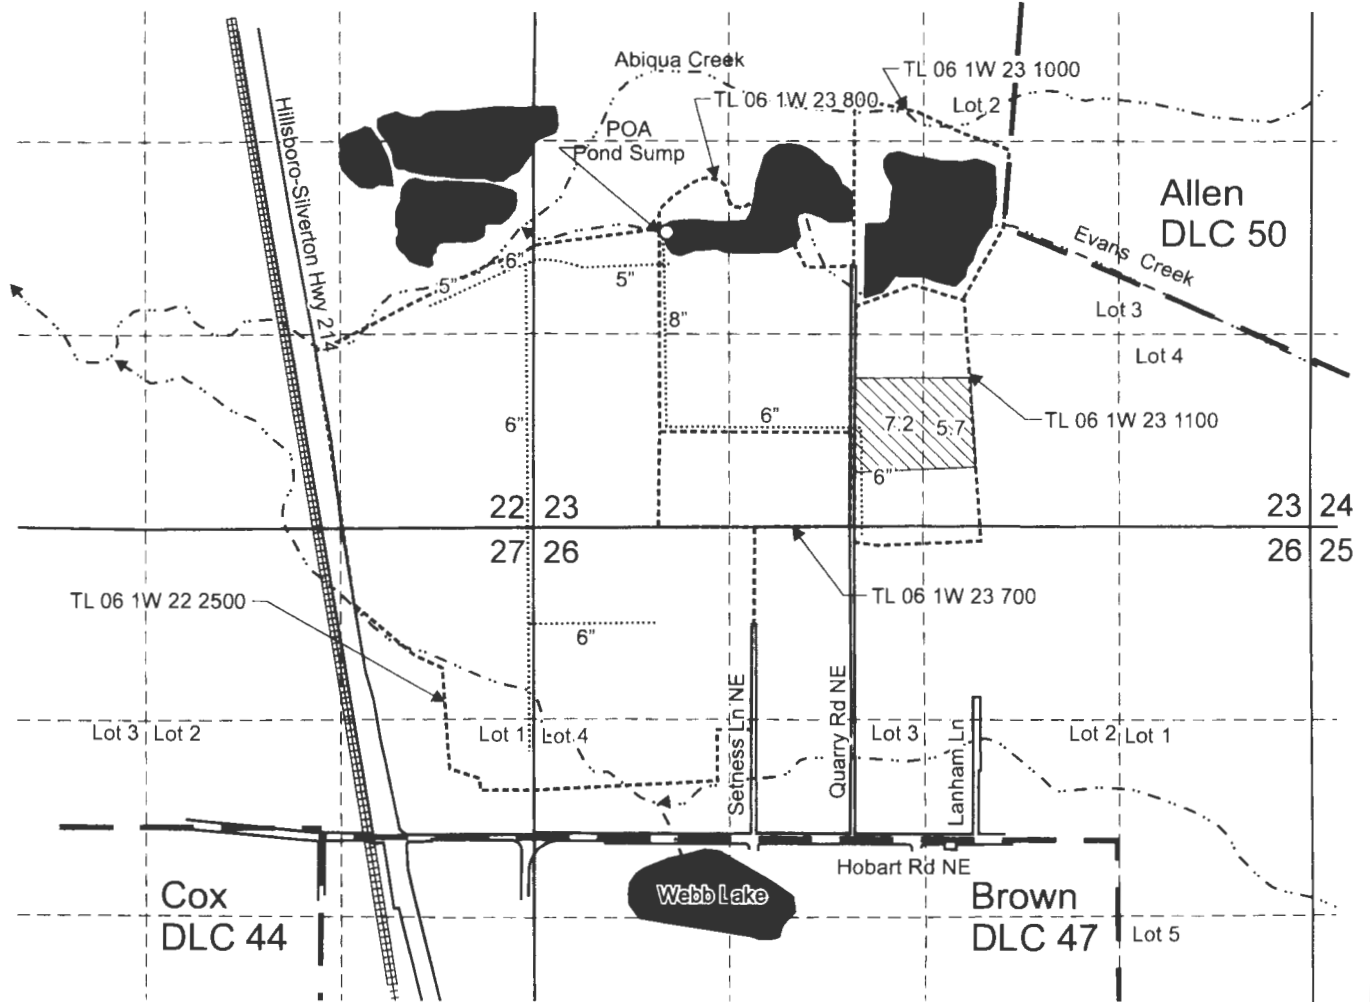 Abiqua Creek
TL 06 1W 23 1000
Lot 2
TL 06 1W 23 800
POA
Pond Sump
Hillsboro-Silverton Hwy 214
Allen
DLC 50
Evans Creek
6"
5"
5"
8"
Lot 3
Lot 4
6"
6"
7.2
5.7
TL 06 1W 23 1100
6"
22
23
23
24
27
26
26
25
TL 06 1W 22 2500
TL 06 1W 23 700
6"
Setness Ln NE
Quarry Rd NE
Lanham Ln
Lot 3
Lot 2
Lot 1
Lot 4
Lot 3
Lot 2
Lot 1
Hobart Rd NE
Webb Lake
Cox
DLC 44
Brown
DLC 47
Lot 5